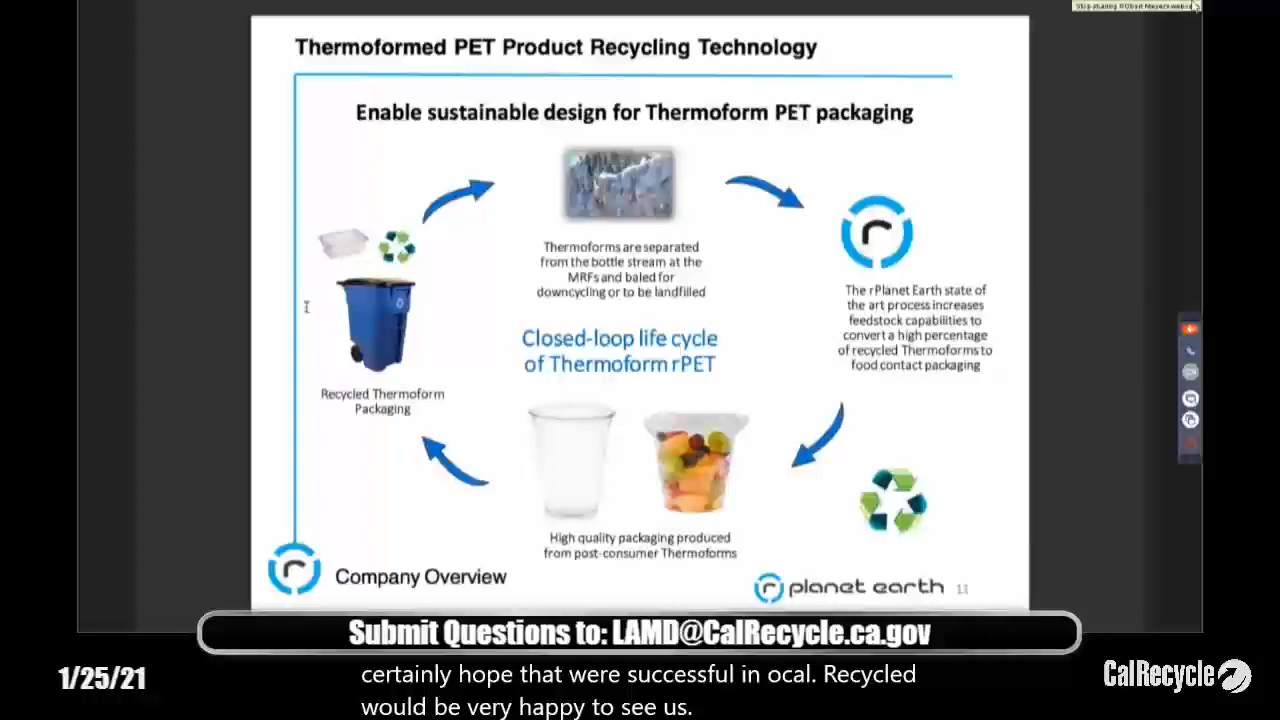 Thermoformed PET Product Recycling Technology
Enable sustainable design for Thermoform PET packaging
Thermoforms are separated
from the bottle stream at the
MRFs and baled for
downcycling or to be landfilled
r
The rPlanet Earth state of
the art process increases
feedstock capabilities to
convert a high percentage
of recycled Thermoforms to
food contact packaging
Closed-loop life cycle
of Thermoform rPET
Recycled Thermoform
Packaging
High quality packaging produced
from post-consumer Thermoforms
r
Company Overview
r planet earth 11
Submit Questions to: LAMD@CalRecycle.ca.gov
certainly hope that were successful in ocal. Recycled
would be very happy to see us.
1/25/21
CalRecycle